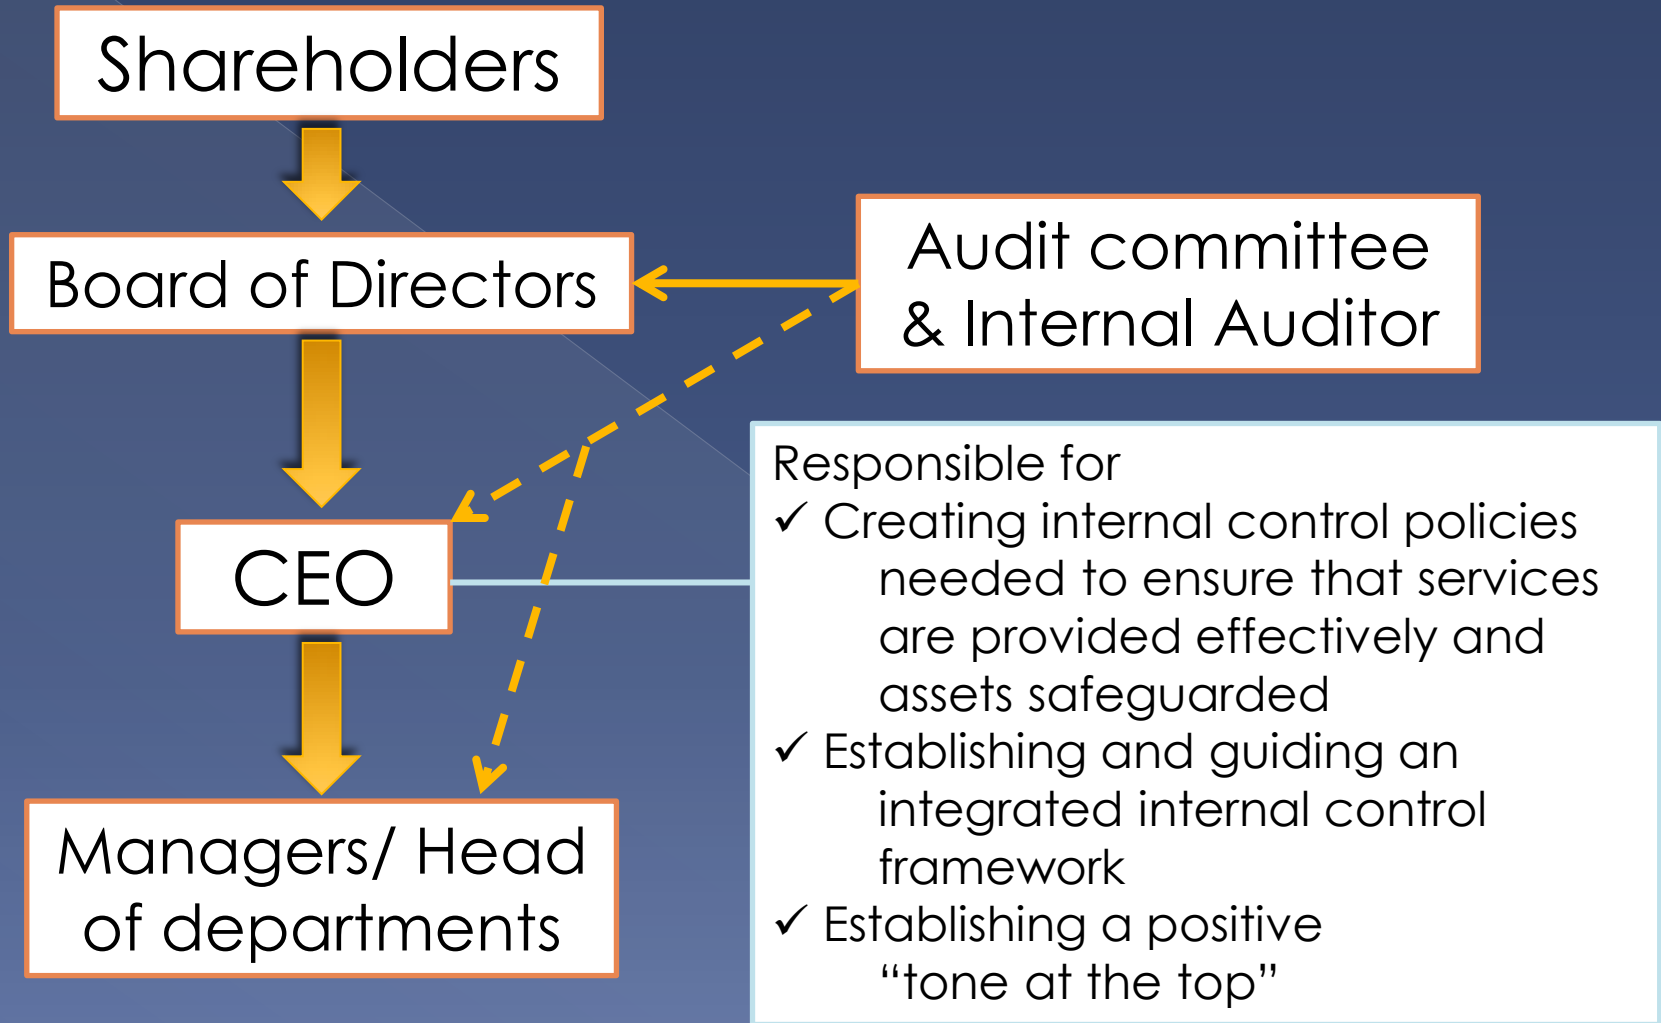 Shareholders
Board of Directors
Audit committee
& Internal Auditor
CEO
Managers/ Head
of departments
Responsible for
✓ Creating internal control policies
needed to ensure that services
are provided effectively and
assets safeguarded
✓ Establishing and guiding an
integrated internal control
framework
✓ Establishing a positive
“tone at the top”